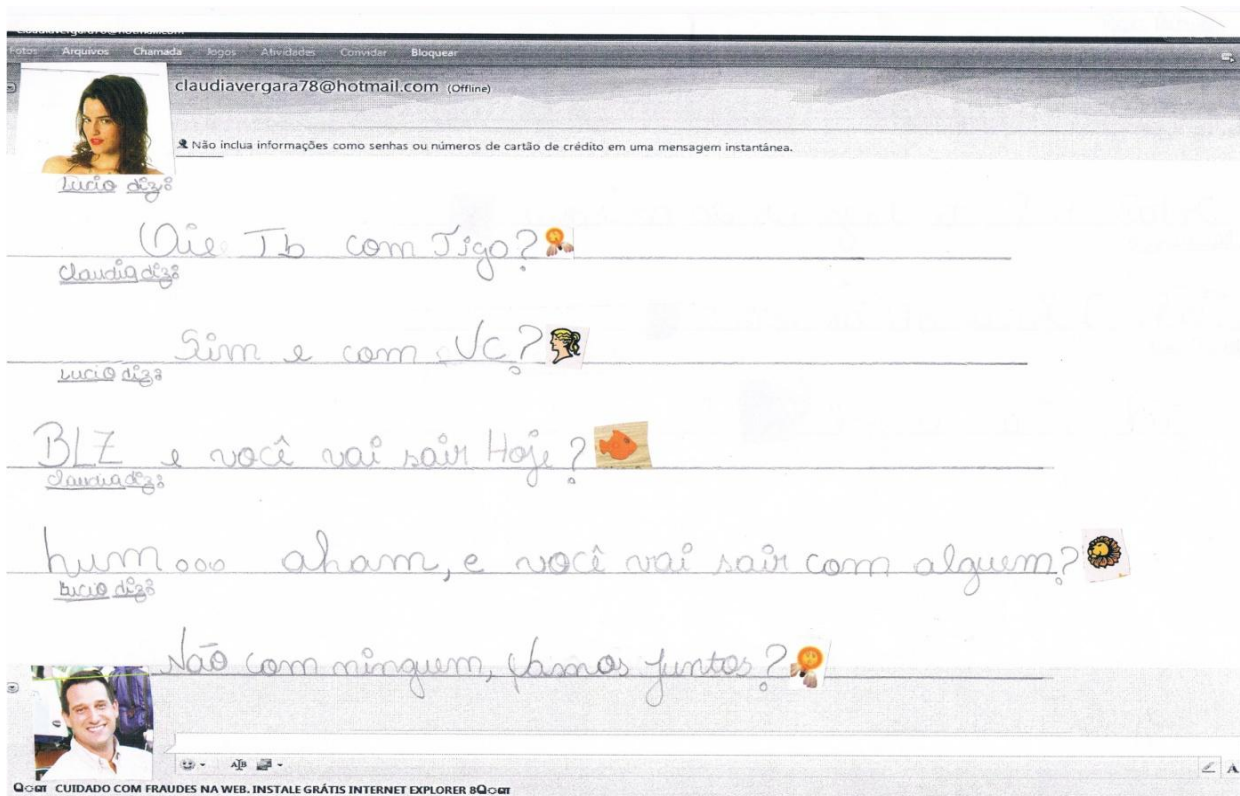 Fotos Arquivos Chamada Jogos Atividades Convidar Bloquear
claudiavergara78@hotmail.com (Offline)
Não inclua informações como senhas ou números de cartão de crédito em uma mensagem instantânea.
Lucio diz:
Oie Tb com Tigo?
Claudia diz:
Sim e com Vc?
Lucio diz:
BLZ e você vai sair Hoje?
Claudia diz:
hum... aham, e você vai sair com alguem?
Lucio diz:
Não com ninguem, Vamos juntos?
CUIDADO COM FRAUDES NA WEB. INSTALE GRÁTIS INTERNET EXPLORER 8